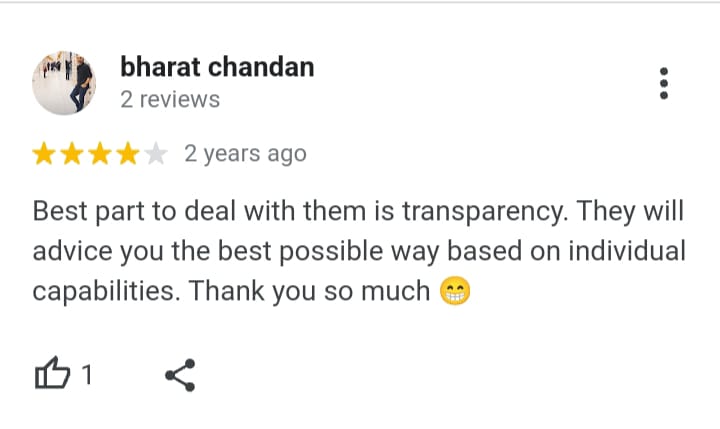 bharat chandan
2 reviews
2 years ago
Best part to deal with them is transparency. They will
advice you the best possible way based on individual
capabilities. Thank you so much 😁
1